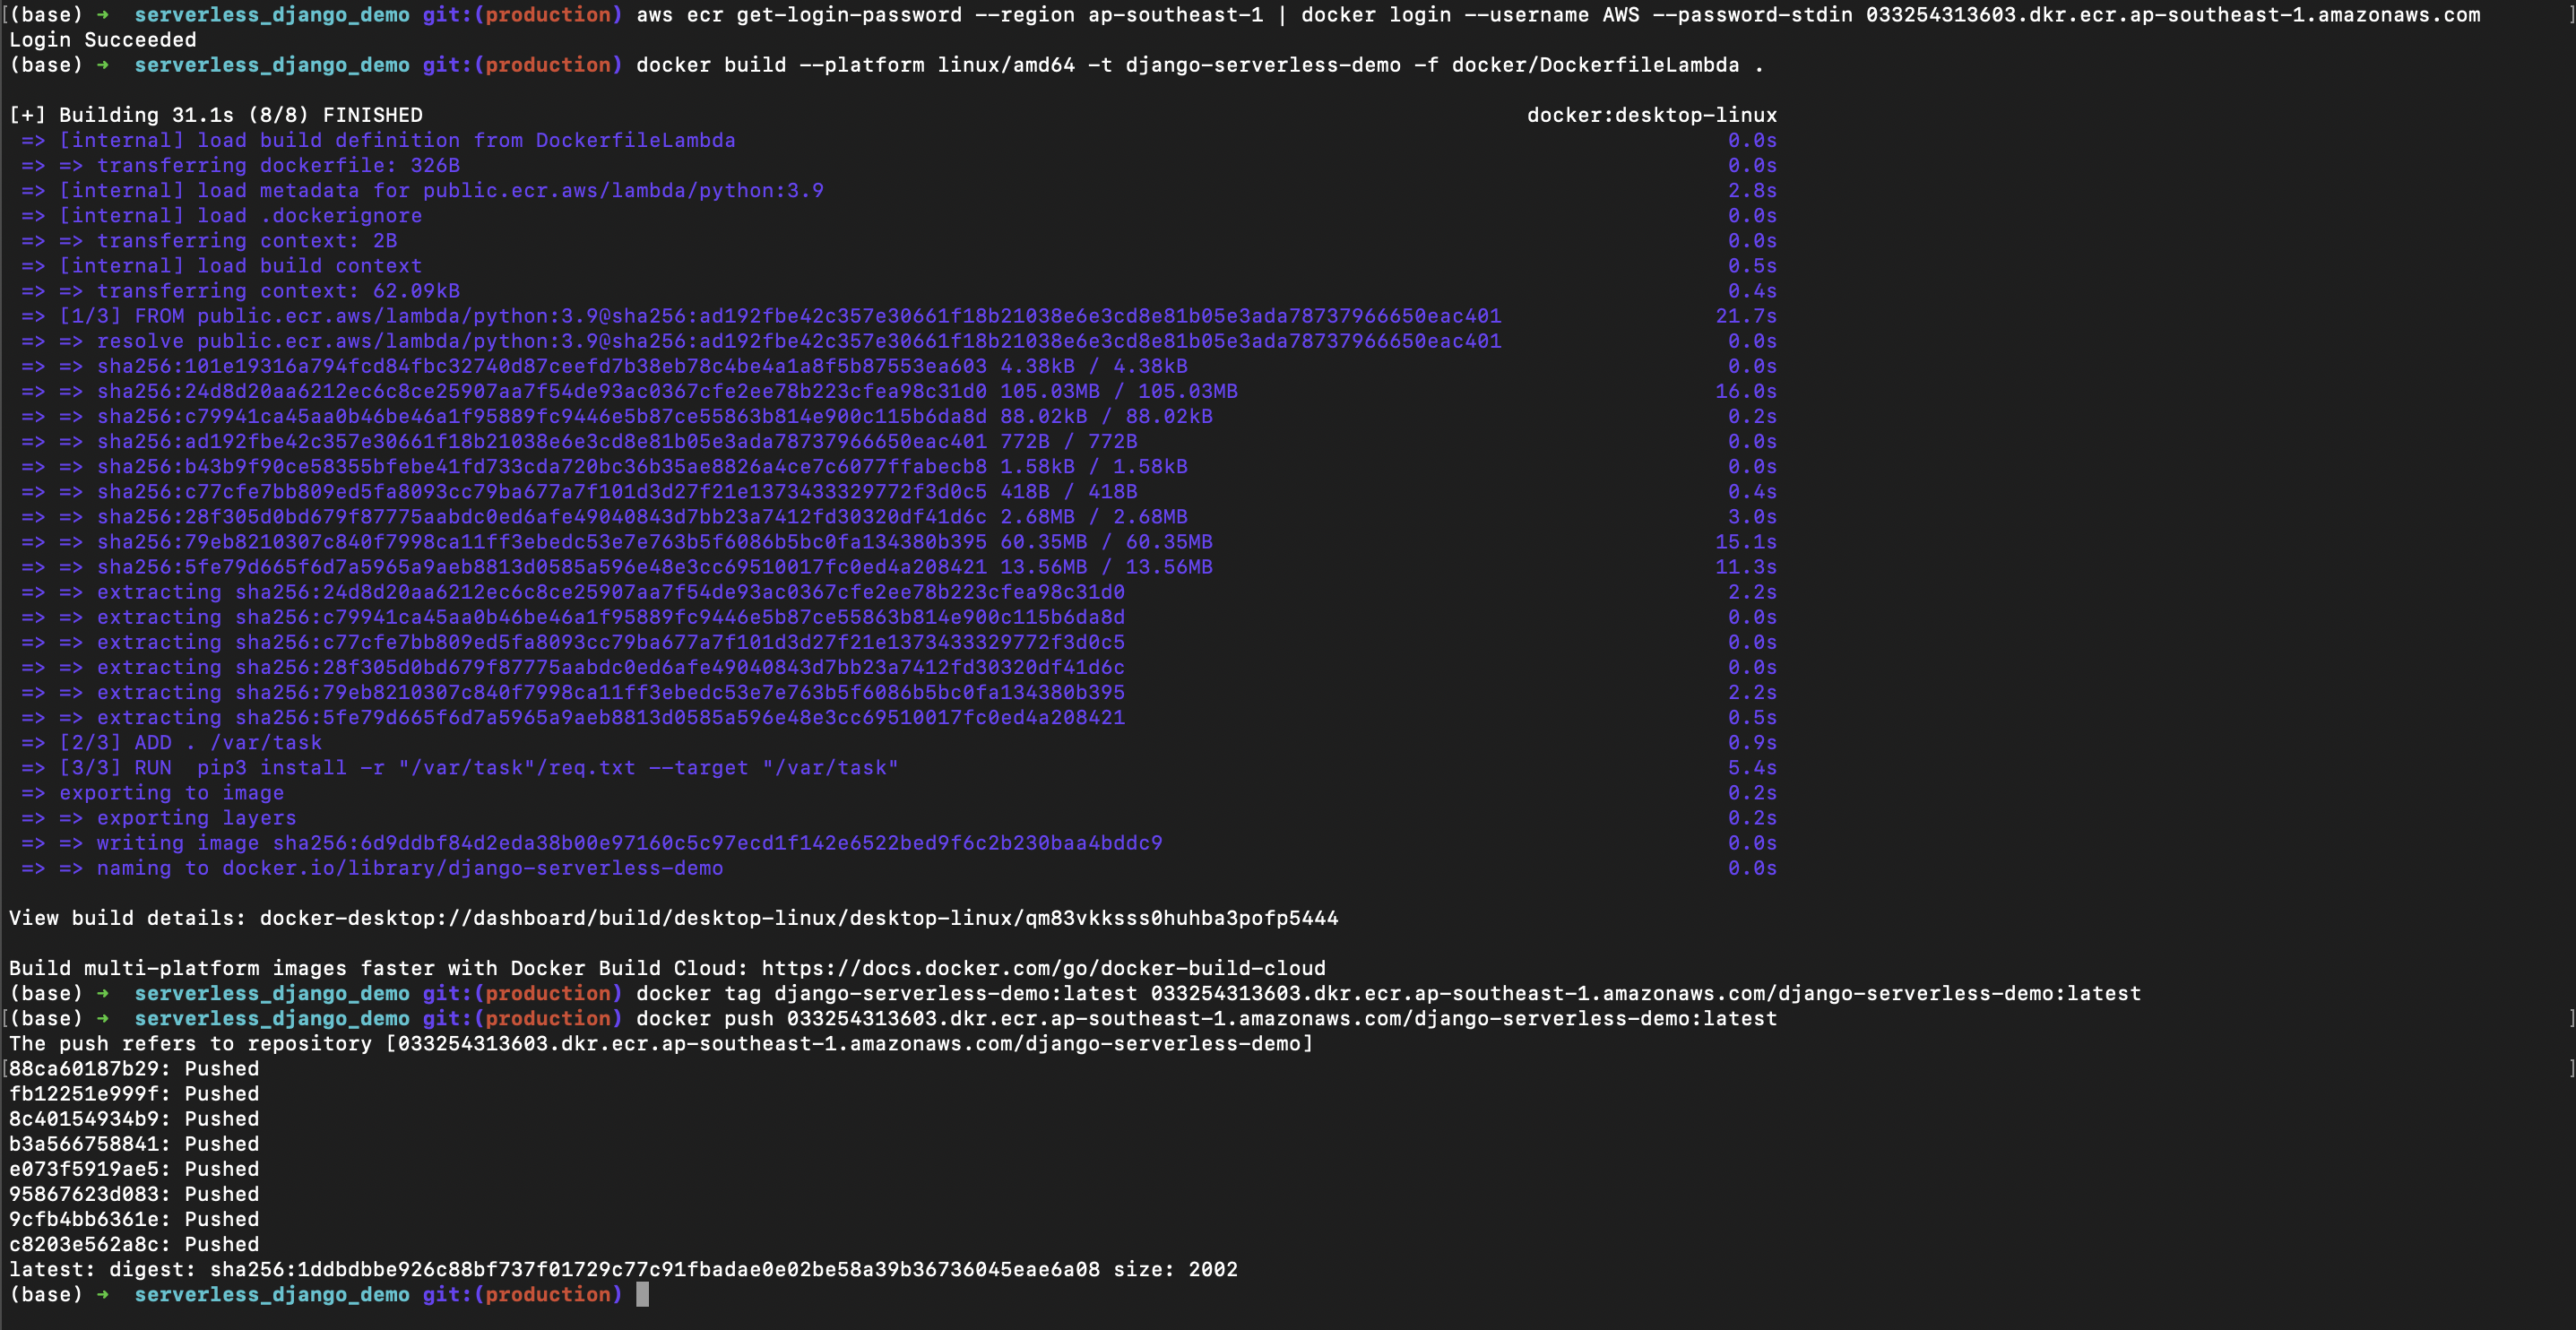 (base) ➜  serverless_django_demo git:(production) aws ecr get-login-password --region ap-southeast-1 | docker login --username AWS --password-stdin 033254313603.dkr.ecr.ap-southeast-1.amazonaws.com
Login Succeeded
(base) ➜  serverless_django_demo git:(production) docker build --platform linux/amd64 -t django-serverless-demo -f docker/DockerfileLambda .
[+] Building 31.1s (8/8) FINISHED docker:desktop-linux
=> [internal] load build definition from DockerfileLambda 0.0s
=> => transferring dockerfile: 326B 0.0s
=> [internal] load metadata for public.ecr.aws/lambda/python:3.9 2.8s
=> [internal] load .dockerignore 0.0s
=> => transferring context: 2B 0.0s
=> [internal] load build context 0.5s
=> => transferring context: 62.09kB 0.4s
=> [1/3] FROM public.ecr.aws/lambda/python:3.9@sha256:ad192fbe42c357e30661f18b21038e6e3cd8e81b05e3ada78737966650eac401 21.7s
=> => resolve public.ecr.aws/lambda/python:3.9@sha256:ad192fbe42c357e30661f18b21038e6e3cd8e81b05e3ada78737966650eac401 0.0s
=> => sha256:101e19316a794fcd84fbc32740d87ceefd7b38eb78c4be4a1a8f5b87553ea603 4.38kB / 4.38kB 0.0s
=> => sha256:24d8d20aa6212ec6c8ce25907aa7f54de93ac0367cfe2ee78b223cfea98c31d0 105.03MB / 105.03MB 16.0s
=> => sha256:c79941ca45aa0b46be46a1f95889fc9446e5b87ce55863b814e900c115b6da8d 88.02kB / 88.02kB 0.2s
=> => sha256:ad192fbe42c357e30661f18b21038e6e3cd8e81b05e3ada78737966650eac401 772B / 772B 0.0s
=> => sha256:b43b9f90ce58355bfebe41fd733cda720bc36b35ae8826a4ce7c6077ffabecb8 1.58kB / 1.58kB 0.0s
=> => sha256:c77cfe7bb809ed5fa8093cc79ba677a7f101d3d27f21e1373433329772f3d0c5 418B / 418B 0.4s
=> => sha256:28f305d0bd679f87775aabdc0ed6afe49040843d7bb23a7412fd30320df41d6c 2.68MB / 2.68MB 3.0s
=> => sha256:79eb8210307c840f7998ca11ff3ebedc53e7e763b5f6086b5bc0fa134380b395 60.35MB / 60.35MB 15.1s
=> => sha256:5fe79d665f6d7a5965a9aeb8813d0585a596e48e3cc69510017fc0ed4a208421 13.56MB / 13.56MB 11.3s
=> => extracting sha256:24d8d20aa6212ec6c8ce25907aa7f54de93ac0367cfe2ee78b223cfea98c31d0 2.2s
=> => extracting sha256:c79941ca45aa0b46be46a1f95889fc9446e5b87ce55863b814e900c115b6da8d 0.0s
=> => extracting sha256:c77cfe7bb809ed5fa8093cc79ba677a7f101d3d27f21e1373433329772f3d0c5 0.0s
=> => extracting sha256:28f305d0bd679f87775aabdc0ed6afe49040843d7bb23a7412fd30320df41d6c 0.0s
=> => extracting sha256:79eb8210307c840f7998ca11ff3ebedc53e7e763b5f6086b5bc0fa134380b395 2.2s
=> => extracting sha256:5fe79d665f6d7a5965a9aeb8813d0585a596e48e3cc69510017fc0ed4a208421 0.5s
=> [2/3] ADD . /var/task 0.9s
=> [3/3] RUN  pip3 install -r "/var/task"/req.txt --target "/var/task" 5.4s
=> exporting to image 0.2s
=> => exporting layers 0.2s
=> => writing image sha256:6d9ddbf84d2eda38b00e97160c5c97ecd1f142e6522bed9f6c2b230baa4bddc9 0.0s
=> => naming to docker.io/library/django-serverless-demo 0.0s
View build details: docker-desktop://dashboard/build/desktop-linux/desktop-linux/qm83vkksss0huhba3pofp5444
Build multi-platform images faster with Docker Build Cloud: https://docs.docker.com/go/docker-build-cloud
(base) ➜  serverless_django_demo git:(production) docker tag django-serverless-demo:latest 033254313603.dkr.ecr.ap-southeast-1.amazonaws.com/django-serverless-demo:latest
(base) ➜  serverless_django_demo git:(production) docker push 033254313603.dkr.ecr.ap-southeast-1.amazonaws.com/django-serverless-demo:latest
The push refers to repository [033254313603.dkr.ecr.ap-southeast-1.amazonaws.com/django-serverless-demo]
88ca60187b29: Pushed
fb12251e999f: Pushed
8c40154934b9: Pushed
b3a566758841: Pushed
e073f5919ae5: Pushed
95867623d083: Pushed
9cfb4bb6361e: Pushed
c8203e562a8c: Pushed
latest: digest: sha256:1ddbdbbe926c88bf737f01729c77c91fbadae0e02be58a39b36736045eae6a08 size: 2002
(base) ➜  serverless_django_demo git:(production)